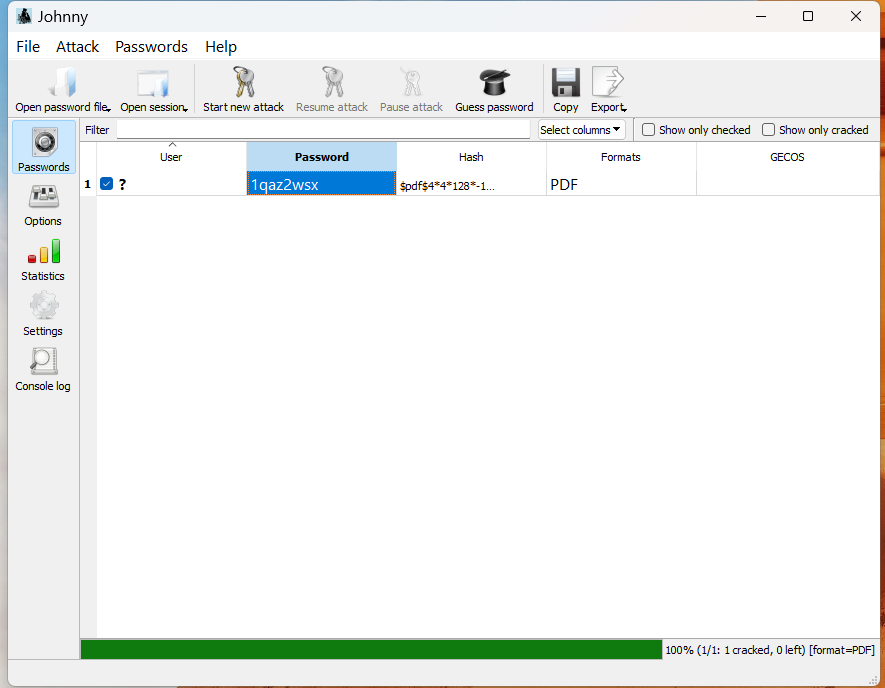 Johnny
File Attack Passwords Help
Open password file Open session Start new attack Resume attack Pause attack Guess password Copy Export
Filter Select columns Show only checked Show only cracked
User Password Hash Formats GECOS
1 ? 1qaz2wsx $pdf$4*4*128*-1... PDF
Passwords
Options
Statistics
Settings
Console log
100% (1/1: 1 cracked, 0 left) [format=PDF]